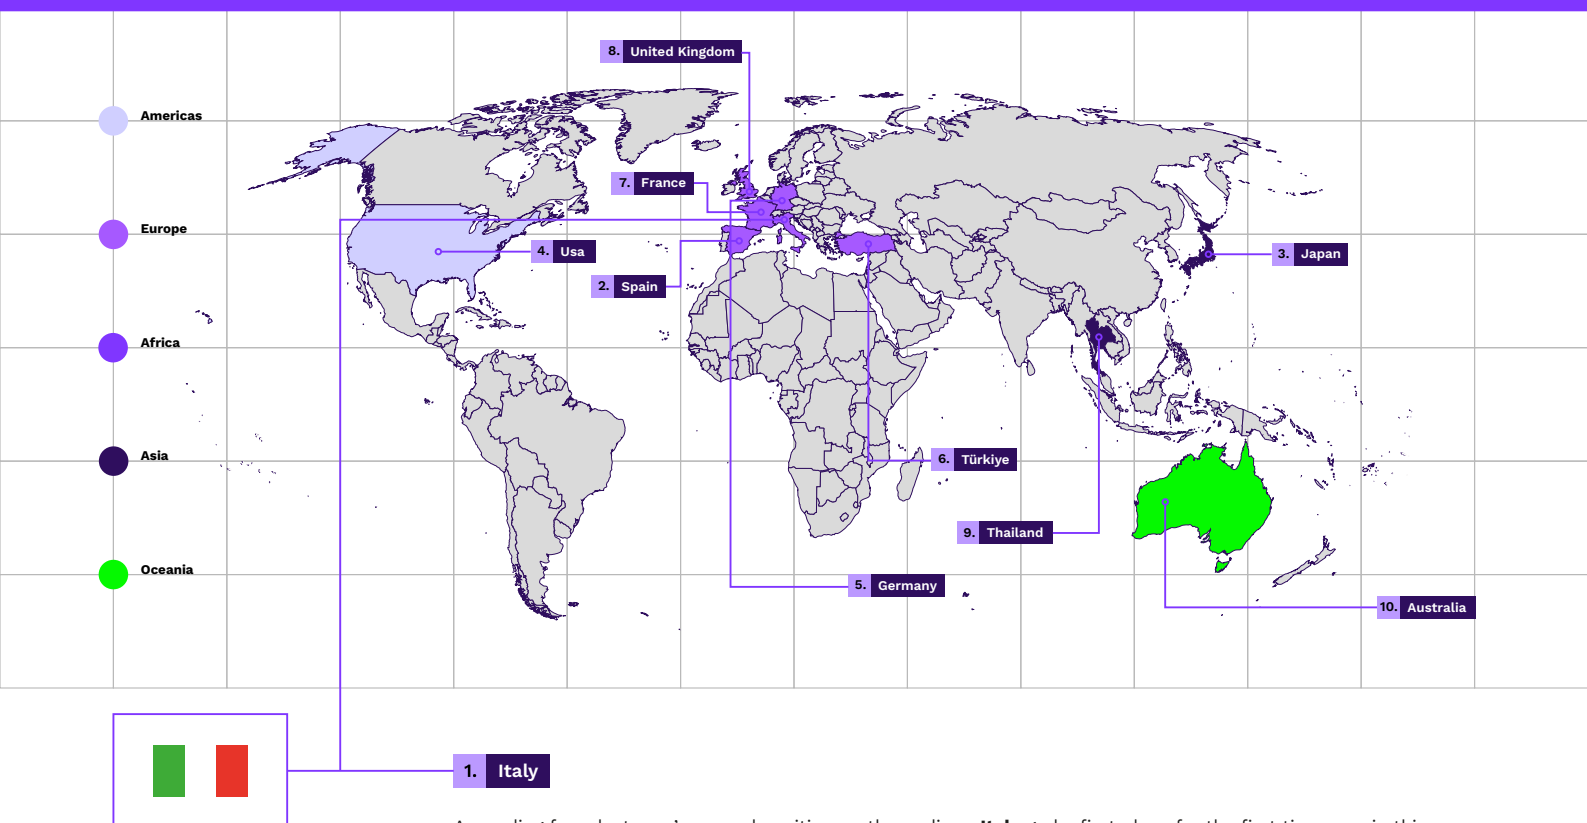 8. United Kingdom
Americas
7. France
Europe
4. Usa
3. Japan
2. Spain
Africa
Asia
6. Türkiye
9. Thailand
Oceania
5. Germany
10. Australia
1. Italy